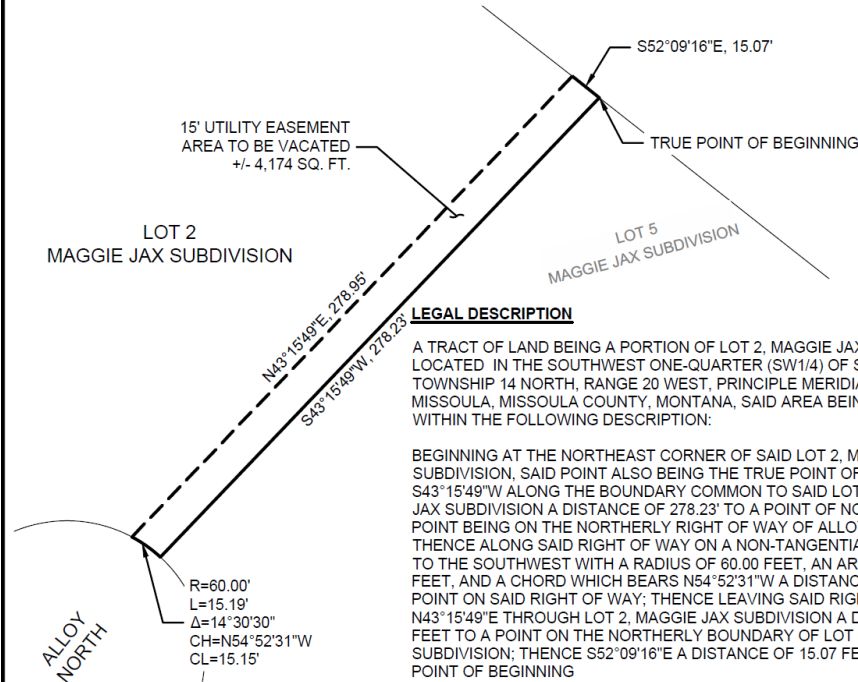 S52°09'16"E, 15.07'
15' UTILITY EASEMENT
AREA TO BE VACATED
+/- 4,174 SQ. FT.
TRUE POINT OF BEGINNING
LOT 2
MAGGIE JAX SUBDIVISION
LOT 5
MAGGIE JAX SUBDIVISION
N43°15'49"E, 278.95'
S43°15'49"W, 278.23'
LEGAL DESCRIPTION
A TRACT OF LAND BEING A PORTION OF LOT 2, MAGGIE JAX
LOCATED IN THE SOUTHWEST ONE-QUARTER (SW1/4) OF S
TOWNSHIP 14 NORTH, RANGE 20 WEST, PRINCIPLE MERIDIA
MISSOULA, MISSOULA COUNTY, MONTANA, SAID AREA BEIN
WITHIN THE FOLLOWING DESCRIPTION:
BEGINNING AT THE NORTHEAST CORNER OF SAID LOT 2, M
SUBDIVISION, SAID POINT ALSO BEING THE TRUE POINT OF
S43°15'49"W ALONG THE BOUNDARY COMMON TO SAID LOT
JAX SUBDIVISION A DISTANCE OF 278.23' TO A POINT OF NO
POINT BEING ON THE NORTHERLY RIGHT OF WAY OF ALLOY
THENCE ALONG SAID RIGHT OF WAY ON A NON-TANGENTIA
TO THE SOUTHWEST WITH A RADIUS OF 60.00 FEET, AN AR
FEET, AND A CHORD WHICH BEARS N54°52'31"W A DISTANC
POINT ON SAID RIGHT OF WAY; THENCE LEAVING SAID RIGH
N43°15'49"E THROUGH LOT 2, MAGGIE JAX SUBDIVISION A D
FEET TO A POINT ON THE NORTHERLY BOUNDARY OF LOT
SUBDIVISION; THENCE S52°09'16"E A DISTANCE OF 15.07 FE
POINT OF BEGINNING
R=60.00'
L=15.19'
Δ=14°30'30"
CH=N54°52'31"W
CL=15.15'
ALLOY
NORTH